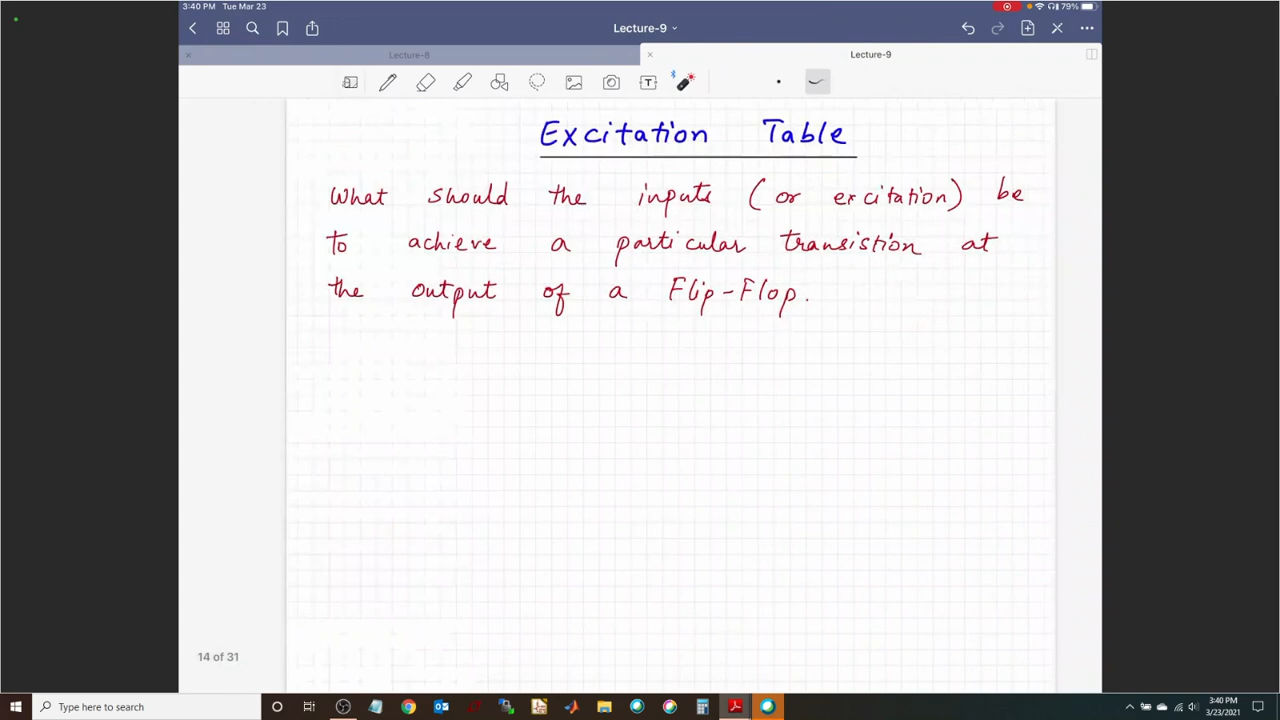 3:40 PM Tue Mar 23
79%
Lecture-9
Lecture-8
Lecture-9
T
Excitation Table
What should the inputs (or excitation) be
to achieve a particular transistion at
the output of a Flip-Flop.
14 of 31
Type here to search
3:40 PM
3/23/2021